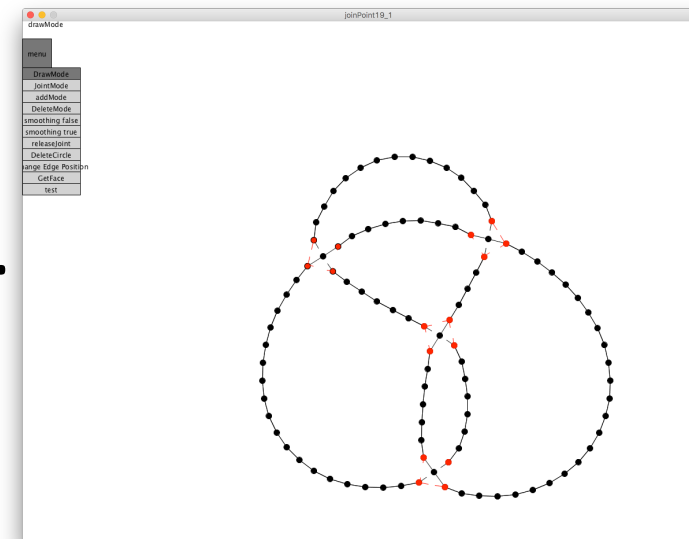 joinPoint19_1
drawMode
menu
DrawMode
JointMode
addMode
DeleteMode
smoothing false
smoothing true
releaseJoint
DeleteCircle
ange Edge Position
GetFace
test